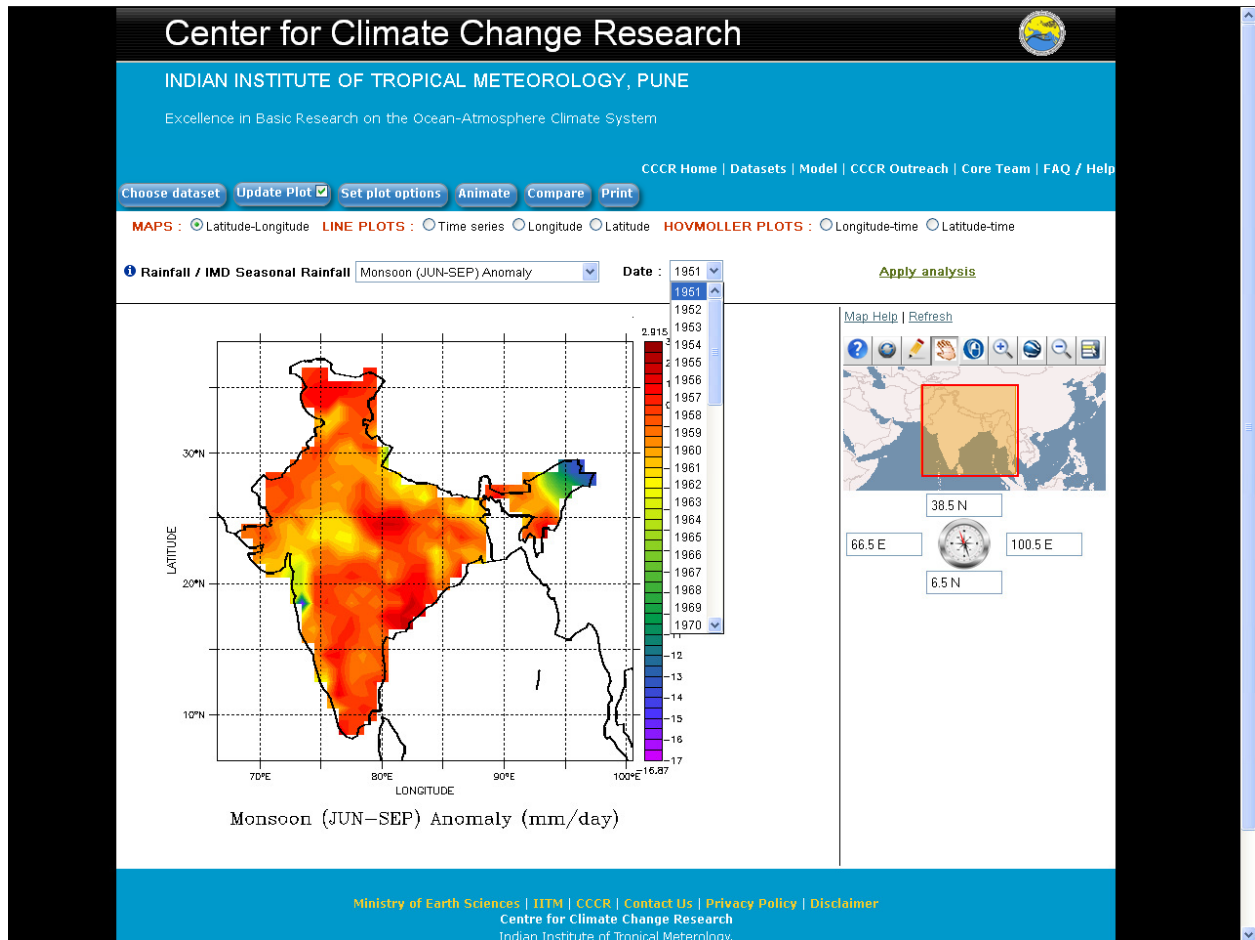 Center for Climate Change Research
INDIAN INSTITUTE OF TROPICAL METEOROLOGY, PUNE
Excellence in Basic Research on the Ocean-Atmosphere Climate System
CCCR Home | Datasets | Model | CCCR Outreach | Core Team | FAQ / Help
Choose dataset Update Plot Set plot options Animate Compare Print
MAPS : Latitude-Longitude LINE PLOTS : Time series Longitude Latitude HOVMOLLER PLOTS : Longitude-time Latitude-time
Rainfall / IMD Seasonal Rainfall Monsoon (JUN-SEP) Anomaly Date : 1951 Apply analysis
1951
1952
1953
1954
1955
1956
1957
1958
1959
1960
1961
1962
1963
1964
1965
1966
1967
1968
1969
1970
Map Help | Refresh
38.5 N
66.5 E 100.5 E
6.5 N
2.915
-12
-13
-14
-15
-16
-17
-16.87
30°N
20°N
10°N
LATITUDE
70°E 80°E 90°E 100°E
LONGITUDE
Monsoon (JUN-SEP) Anomaly (mm/day)
Ministry of Earth Sciences | IITM | CCCR | Contact Us | Privacy Policy | Disclaimer
Centre for Climate Change Research
Indian Institute of Tropical Meterology,